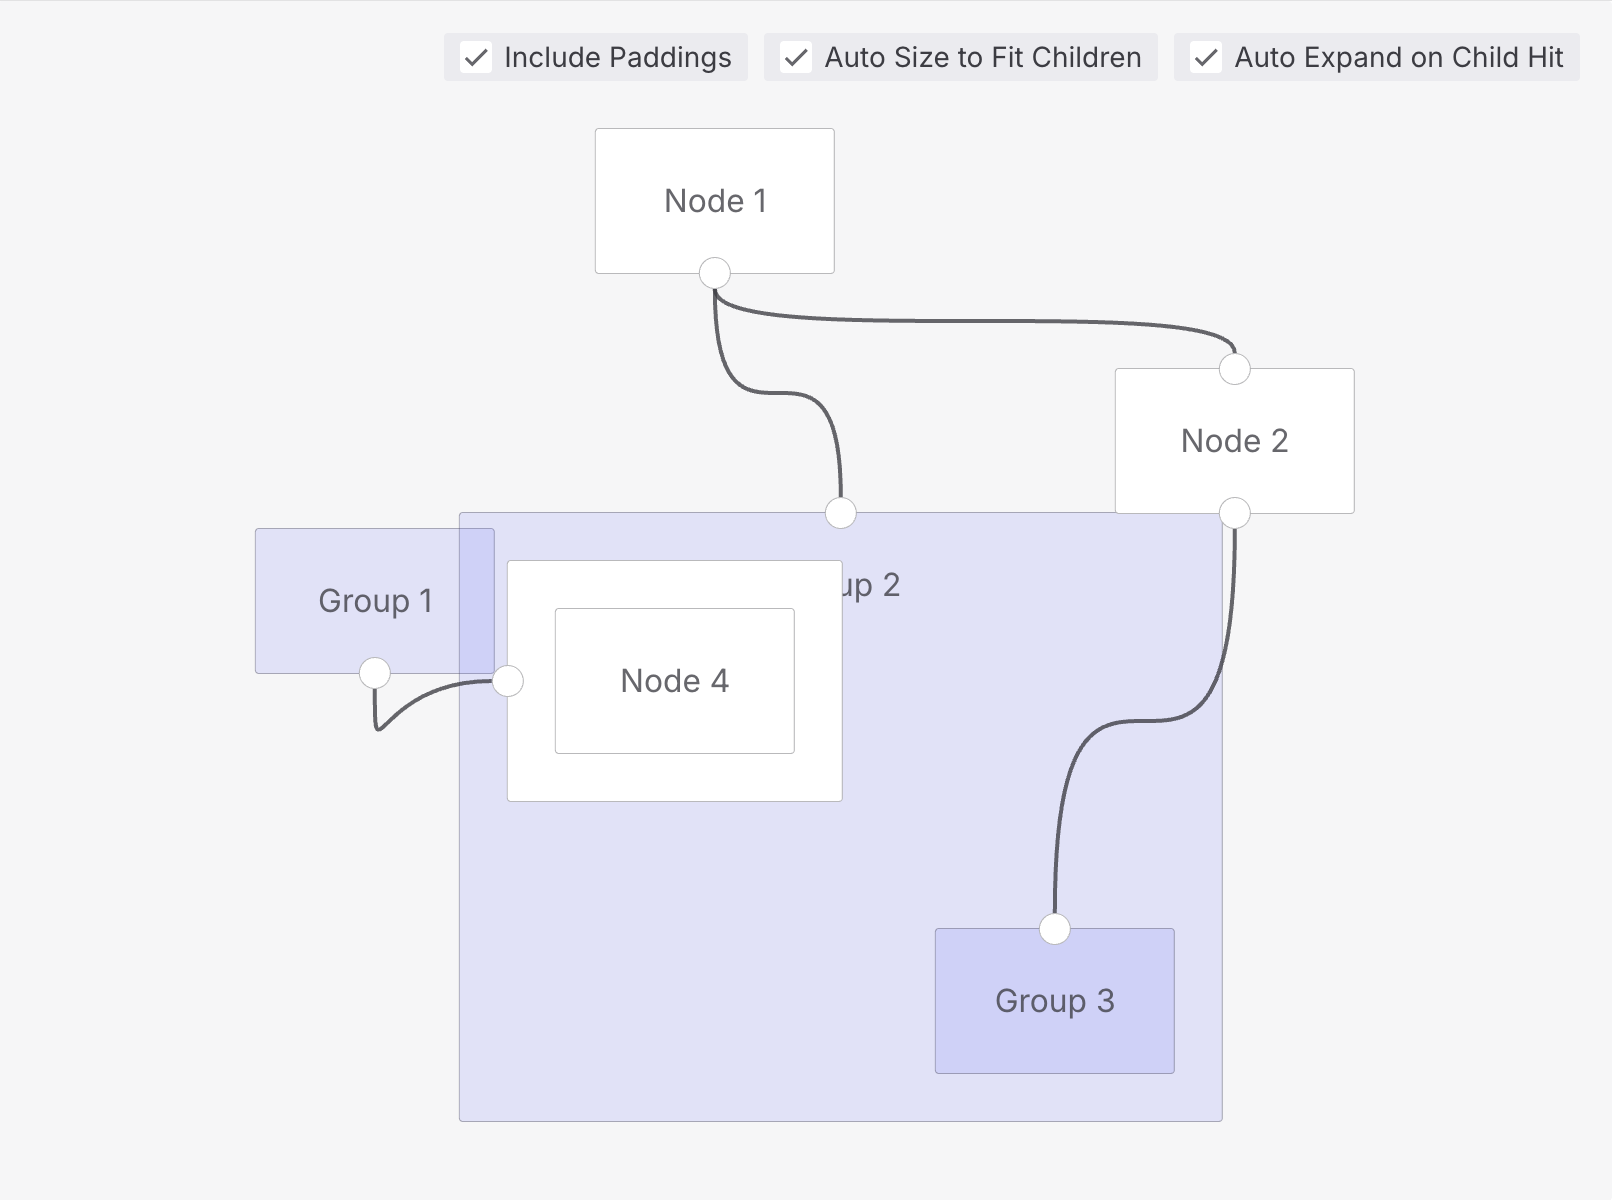 Include Paddings
Auto Size to Fit Children
Auto Expand on Child Hit
Node 1
Node 2
2
Group 1
Node 4
Group 3